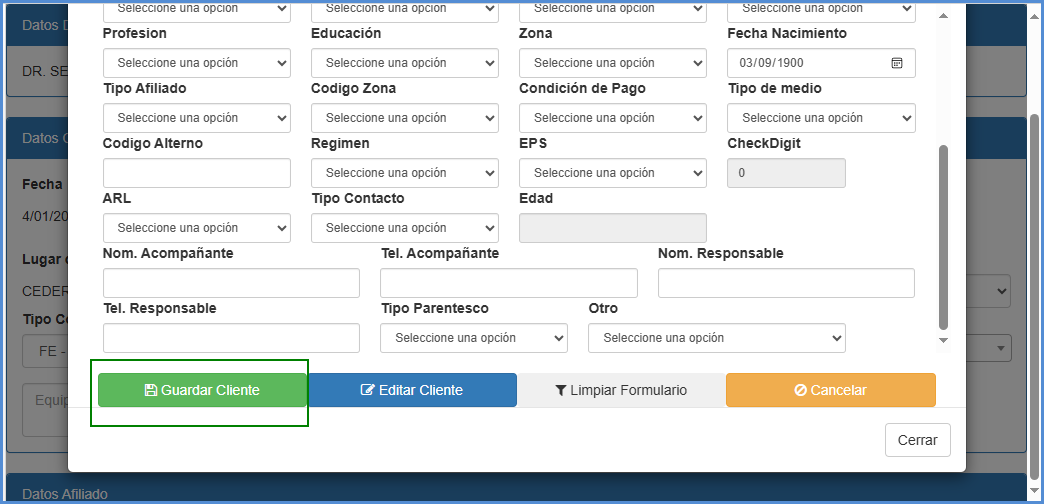 Datos D
Seleccione una opción Seleccione una opción Seleccione una opción Seleccione una opción
Profesion Educación Zona Fecha Nacimiento
DR. SE
Seleccione una opción Seleccione una opción Seleccione una opción 03/09/1900
Tipo Afiliado Codigo Zona Condición de Pago Tipo de medio
Seleccione una opción Seleccione una opción Seleccione una opción Seleccione una opción
Datos C
Codigo Alterno Regimen EPS CheckDigit
Seleccione una opción Seleccione una opción 0
Fecha
ARL Tipo Contacto Edad
4/01/20
Seleccione una opción Seleccione una opción
Nom. Acompañante Tel. Acompañante Nom. Responsable
Lugar
CEDER
Tel. Responsable Tipo Parentesco Otro
Tipo Co
Seleccione una opción Seleccione una opción
FE -
Guardar Cliente Editar Cliente Limpiar Formulario Cancelar
Equip
Cerrar
Datos Afiliado